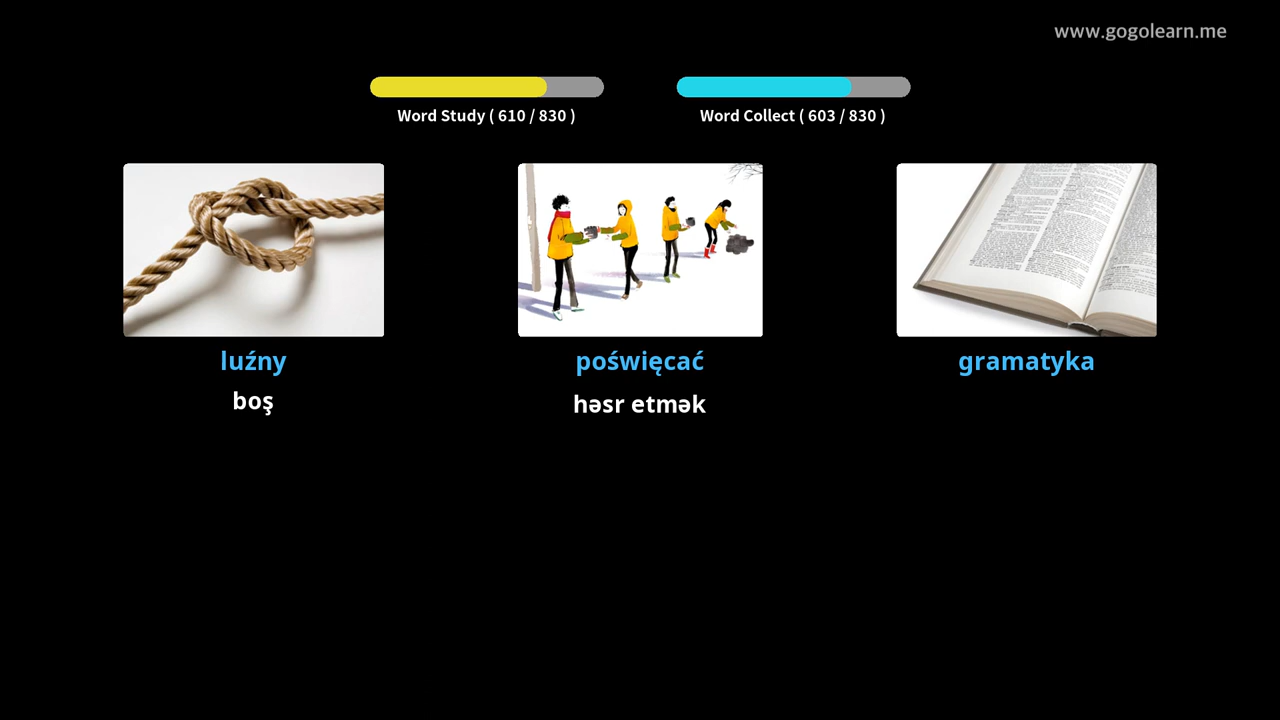 www.gogolearn.me
Word Study ( 610 / 830 )
Word Collect ( 603 / 830 )
luźny
poświęcać
gramatyka
boş
həsr etmək